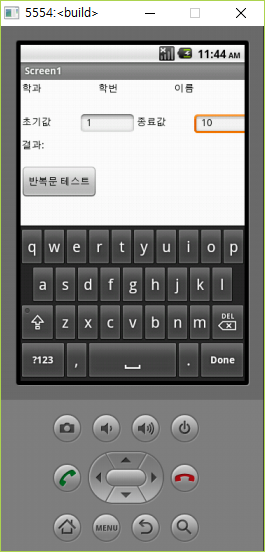 5554:<build>
11:44 AM
Screen1
학과 학번 이름
초기값 1 종료값 10
결과:
반복문 테스트
q w e r t y u i o p
a s d f g h j k l
z x c v b n m DEL
?123 , . Done
MENU